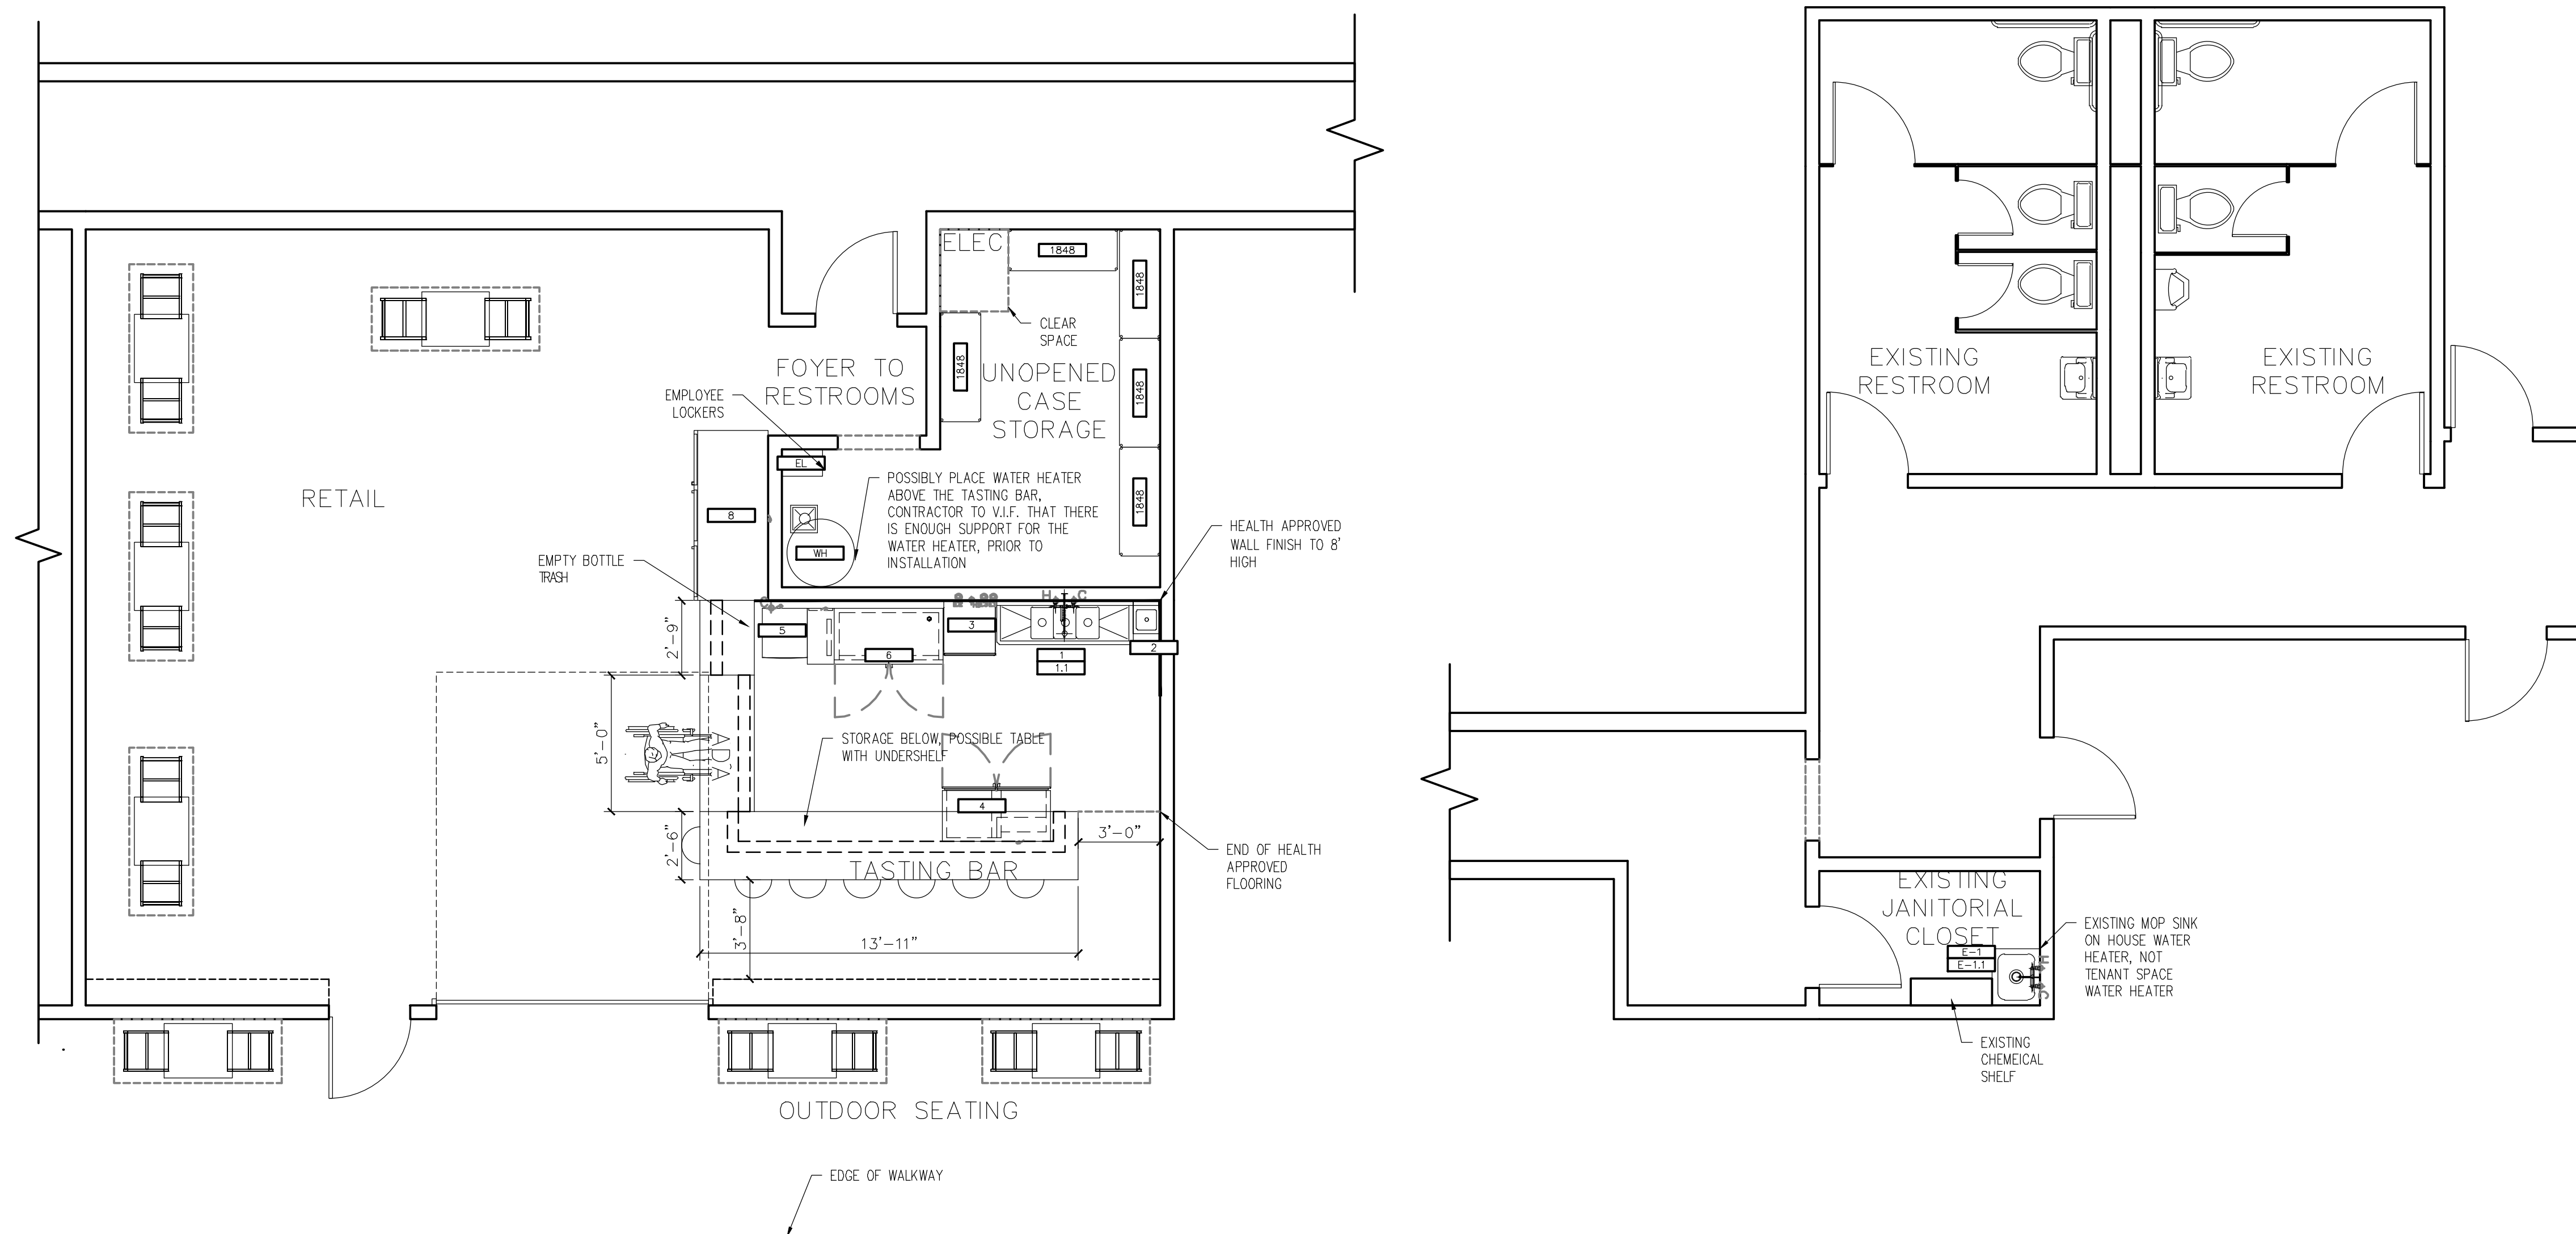 ELEC
1848
1848
CLEAR
SPACE
1848
1848
1848
FOYER TO
RESTROOMS
UNOPENED
CASE
STORAGE
EMPLOYEE
LOCKERS
EL
RETAIL
8
POSSIBLY PLACE WATER HEATER
ABOVE THE TASTING BAR,
CONTRACTOR TO V.I.F. THAT THERE
IS ENOUGH SUPPORT FOR THE
WATER HEATER, PRIOR TO
INSTALLATION
WH
HEALTH APPROVED
WALL FINISH TO 8'
HIGH
EMPTY BOTTLE
TRASH
C
H
C
5
6
3
1
1.1
2
2'-9"
5'-0"
2'-6"
STORAGE BELOW, POSSIBLE TABLE
WITH UNDERSHELF
4
3'-0"
END OF HEALTH
APPROVED
FLOORING
TASTING BAR
3'-8"
13'-11"
OUTDOOR SEATING
EDGE OF WALKWAY
EXISTING
RESTROOM
EXISTING
RESTROOM
EXISTING
JANITORIAL
CLOSET
E-1
E-1.1
H
C
EXISTING MOP SINK
ON HOUSE WATER
HEATER, NOT
TENANT SPACE
WATER HEATER
EXISTING
CHEMEICAL
SHELF